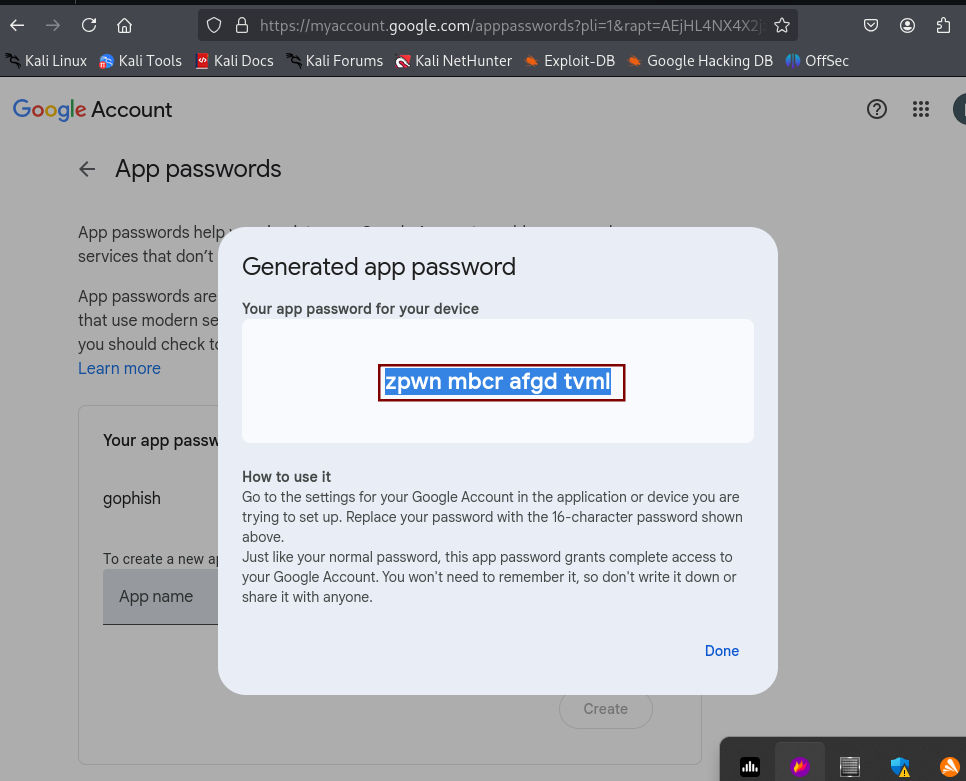 https://myaccount.google.com/apppasswords?pli=1&rapt=AEjHL4NX4X2j
Kali Linux Kali Tools Kali Docs Kali Forums Kali NetHunter Exploit-DB Google Hacking DB OffSec
Google Account
App passwords
App passwords help
services that don't
App passwords are
that use modern se
you should check to
Learn more
Your app passw
gophish
To create a new ap
App name
Create
Generated app password
Your app password for your device
zpwn mbcr afgd tvml
How to use it
Go to the settings for your Google Account in the application or device you are
trying to set up. Replace your password with the 16-character password shown
above.
Just like your normal password, this app password grants complete access to
your Google Account. You won't need to remember it, so don't write it down or
share it with anyone.
Done